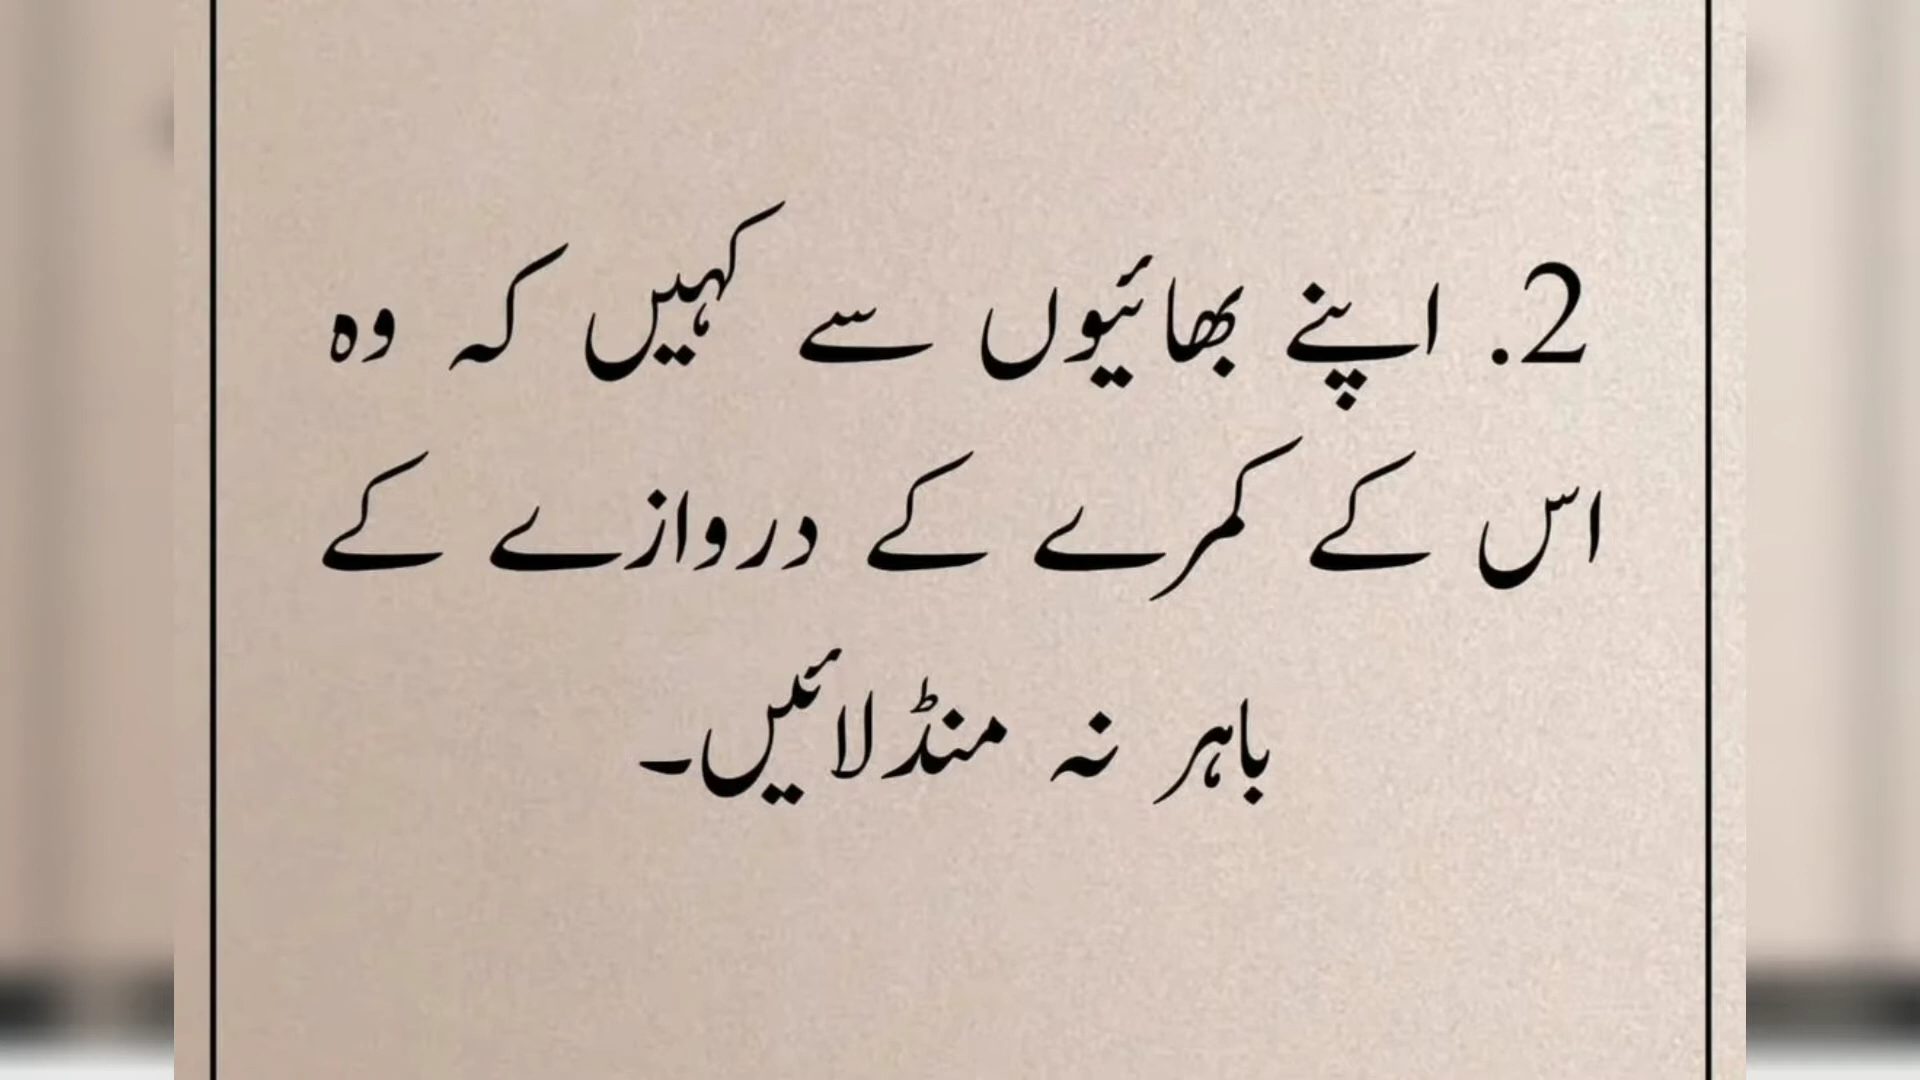 2. اپنے بھائیوں سے کہیں کہ وہ
اس کے کمرے کے دروازے کے
باہر نہ منڈلائیں۔